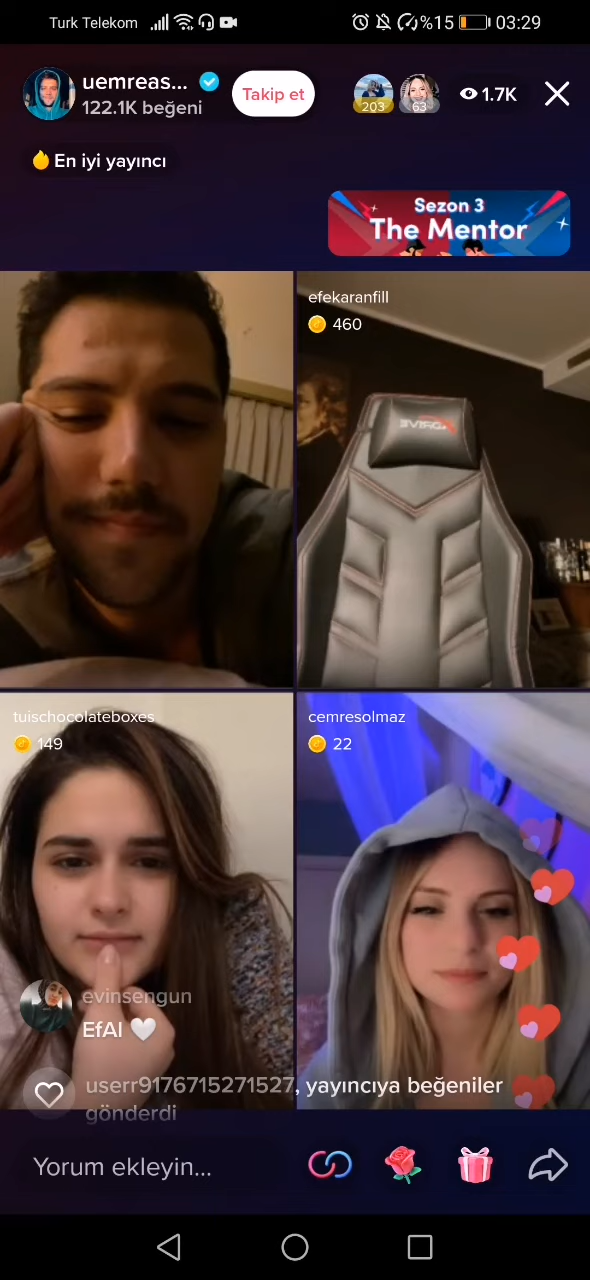 Turk Telekom %15 03:29
uemreas... Takip et 203 63 1.7K
122.1K beğeni
En iyi yayıncı
Sezon 3
The Mentor
efekaranfill
460
tuischocolateboxes
149
cemresolmaz
22
evinsengun
EfAl 🤍
userr9176715271527, yayıncıya beğeniler
gönderdi
Yorum ekleyin...